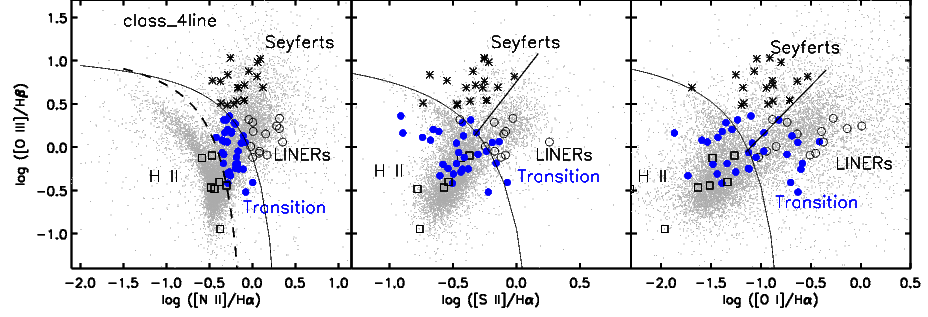 class_4line
Seyferts
LINERs
H II
Transition
1.5
1.0
0.5
0.0
−0.5
−1.0
log ([O III]/Hβ)
−2.0 −1.5 −1.0 −0.5 0.0 0.5 1.0
log ([N II]/Hα)
Seyferts
LINERs
H II
Transition
−1.0 −0.5 0.0 0.5
log ([S II]/Hα)
Seyferts
LINERs
H II
Transition
−2.0 −1.5 −1.0 −0.5 0.0 0.5
log ([O I]/Hα)